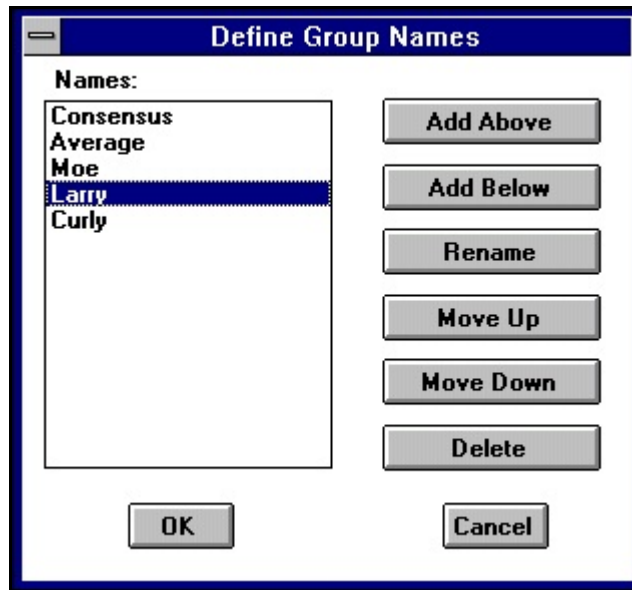 Define Group Names
Names:
Consensus
Average
Moe
Larry
Curly
Add Above
Add Below
Rename
Move Up
Move Down
Delete
OK
Cancel